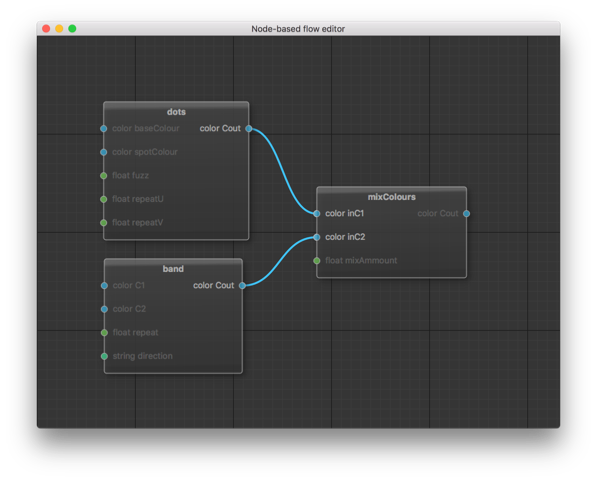 Node-based flow editor
dots
color baseColour color Cout
color spotColour
float fuzz
float repeatU
float repeatV
mixColours
color inC1 color Cout
color inC2
float mixAmmount
band
color C1 color Cout
color C2
float repeat
string direction